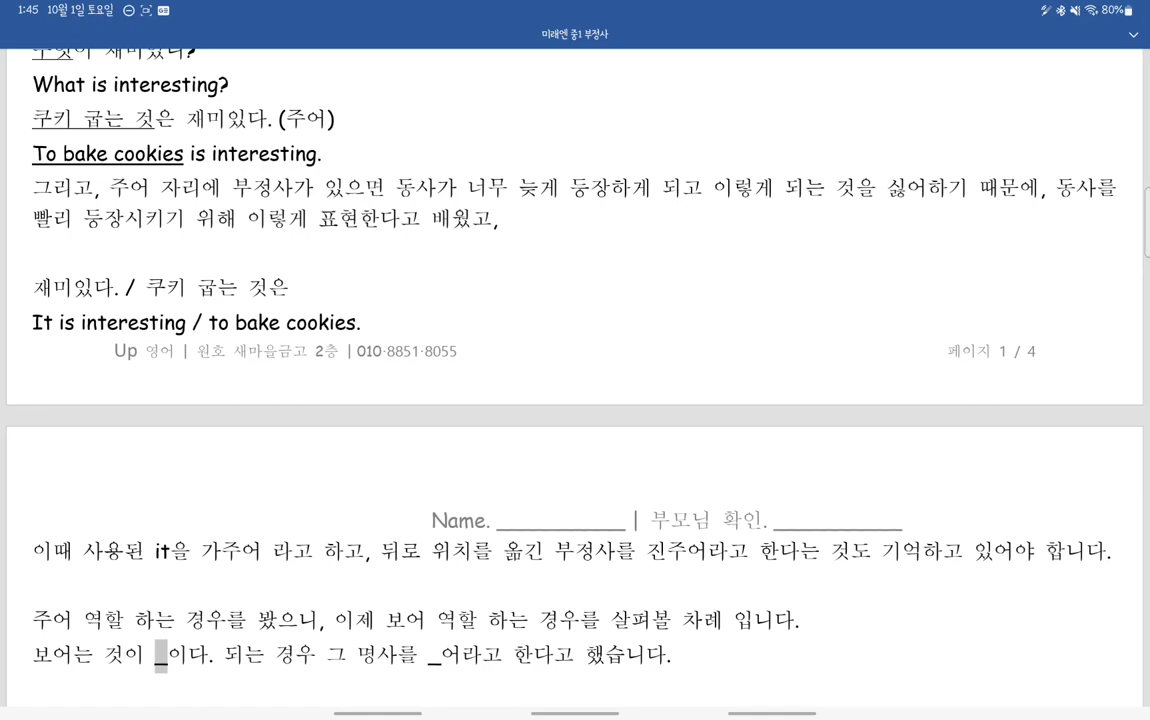 1:45 10월 1일 토요일
80%
미래엔 중1 부정사
무엇이 재미있니?
What is interesting?
쿠키 굽는 것은 재미있다. (주어)
To bake cookies is interesting.
그리고, 주어 자리에 부정사가 있으면 동사가 너무 늦게 등장하게 되고 이렇게 되는 것을 싫어하기 때문에, 동사를
빨리 등장시키기 위해 이렇게 표현한다고 배웠고,
재미있다. / 쿠키 굽는 것은
It is interesting / to bake cookies.
Up 영어 | 원호 새마을금고 2층 | 010·8851·8055 페이지 1 / 4
Name. ___________ | 부모님 확인. ___________
이때 사용된 it을 가주어 라고 하고, 뒤로 위치를 옮긴 부정사를 진주어라고 한다는 것도 기억하고 있어야 합니다.
주어 역할 하는 경우를 봤으니, 이제 보어 역할 하는 경우를 살펴볼 차례 입니다.
보어는 것이 _이다. 되는 경우 그 명사를 _어라고 한다고 했습니다.